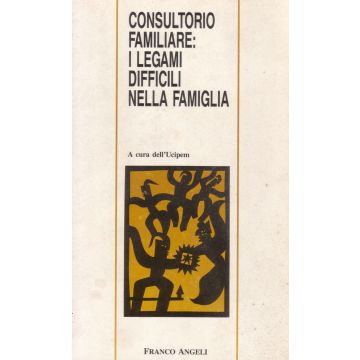 CONSULTORIO
FAMILIARE:
I LEGAMI
DIFFICILI
NELLA FAMIGLIA
A cura dell'Ucipem
FRANCO ANGELI